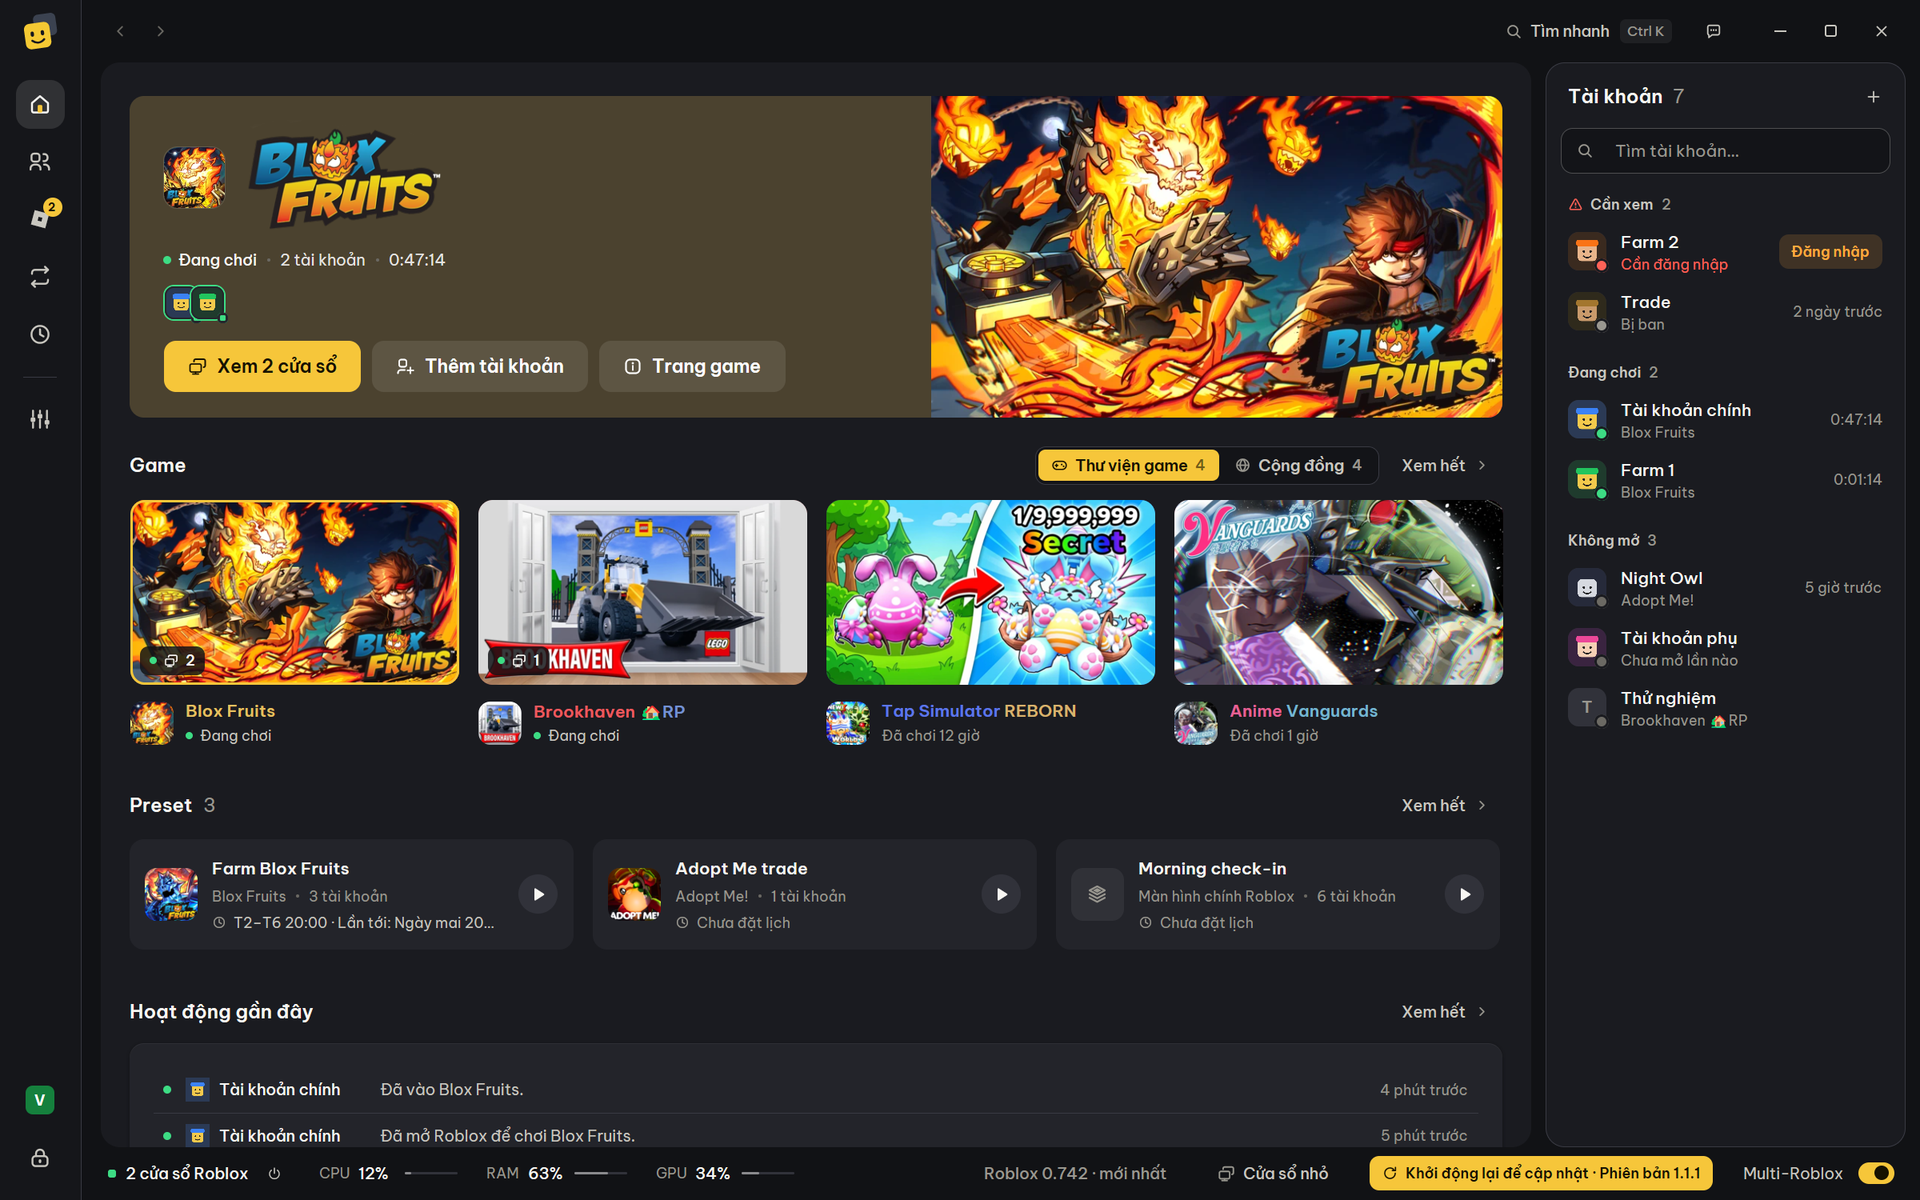 Tìm nhanh Ctrl K
BLOX FRUITS™
Đang chơi · 2 tài khoản · 0:47:14
Xem 2 cửa sổ
Thêm tài khoản
Trang game
BLOX FRUITS™
Game
Thư viện game 4
Cộng đồng 4
Xem hết
2
BLOX FRUITS
1
KHAVEN
LEGO
1/9,999,999
Secret
VANGUARDS
BLOX FRUITS
Blox Fruits
Đang chơi
BROOKHAVEN
Brookhaven 🏠RP
Đang chơi
Tap Simulator REBORN
Đã chơi 12 giờ
Anime Vanguards
Đã chơi 1 giờ
Preset 3
Xem hết
Farm Blox Fruits
Blox Fruits · 3 tài khoản
T2–T6 20:00 · Lần tới: Ngày mai 20...
ADOPT ME!
Adopt Me trade
Adopt Me! · 1 tài khoản
Chưa đặt lịch
Morning check-in
Màn hình chính Roblox · 6 tài khoản
Chưa đặt lịch
Hoạt động gần đây
Xem hết
Tài khoản chính Đã vào Blox Fruits. 4 phút trước
Tài khoản chính Đã mở Roblox để chơi Blox Fruits. 5 phút trước
Tài khoản 7
Tìm tài khoản...
Cần xem 2
Farm 2
Cần đăng nhập
Đăng nhập
Trade
Bị ban
2 ngày trước
Đang chơi 2
Tài khoản chính
Blox Fruits
0:47:14
Farm 1
Blox Fruits
0:01:14
Không mở 3
Night Owl
Adopt Me!
5 giờ trước
Tài khoản phụ
Chưa mở lần nào
T
Thử nghiệm
Brookhaven 🏠RP
2
V
2 cửa sổ Roblox
CPU 12%
RAM 63%
GPU 34%
Roblox 0.742 · mới nhất
Cửa sổ nhỏ
Khởi động lại để cập nhật · Phiên bản 1.1.1
Multi-Roblox